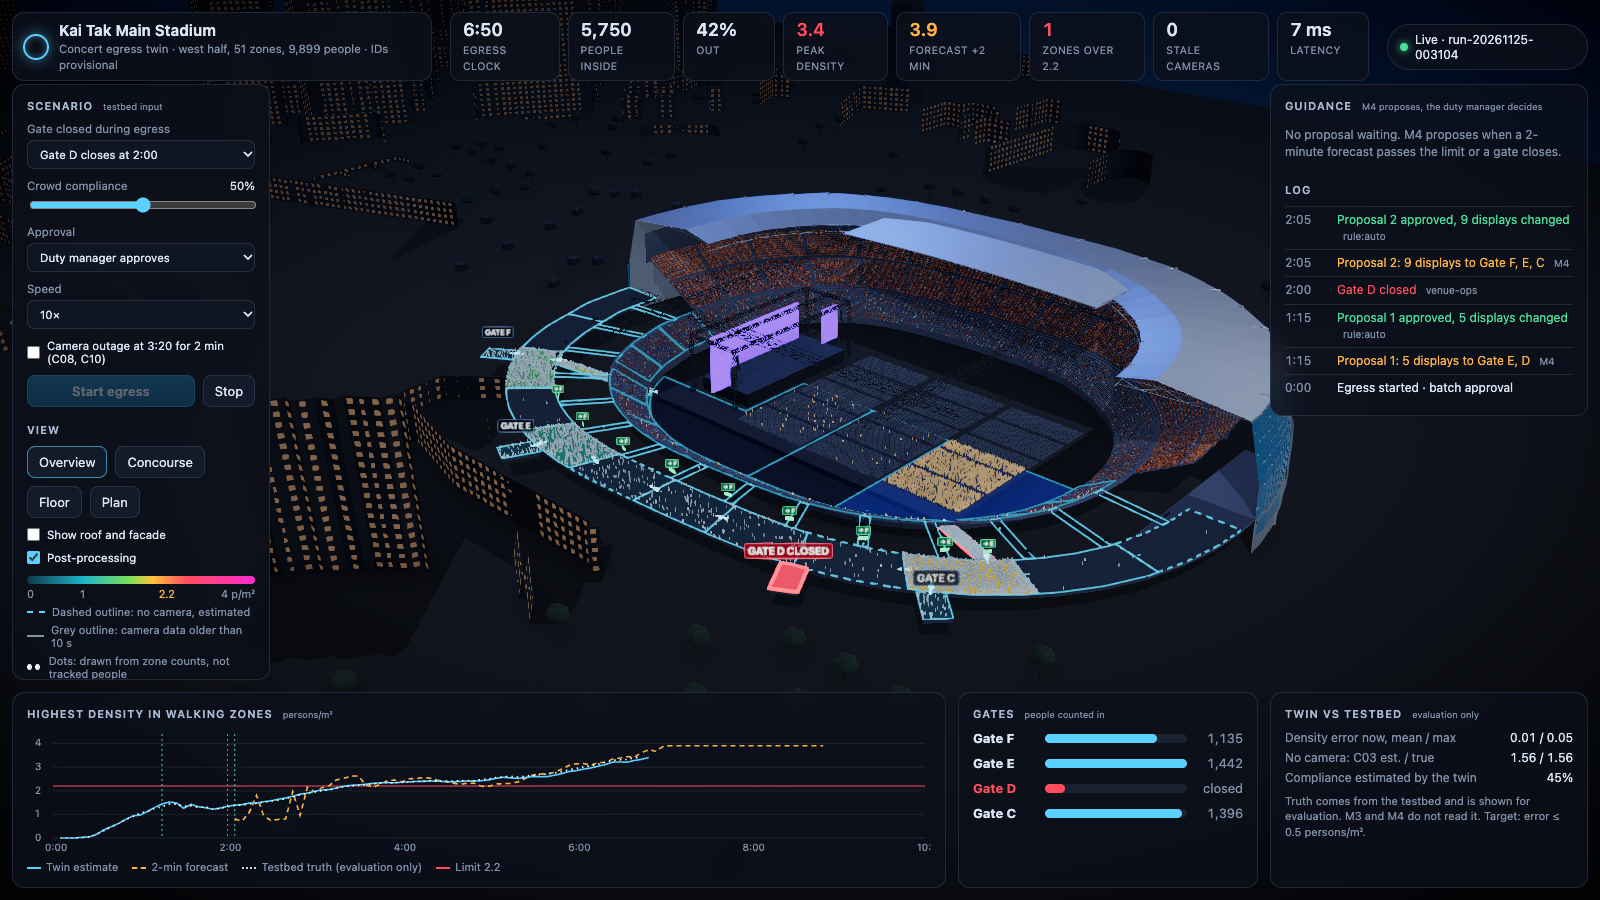 Kai Tak Main Stadium
Concert egress twin · west half, 51 zones, 9,899 people · IDs
provisional
6:50
EGRESS
CLOCK
5,750
PEOPLE
INSIDE
42%
OUT
3.4
PEAK
DENSITY
3.9
FORECAST +2
MIN
1
ZONES OVER
2.2
0
STALE
CAMERAS
7 ms
LATENCY
Live · run-20261125-
003104
SCENARIO testbed input
Gate closed during egress
Gate D closes at 2:00
Crowd compliance 50%
Approval
Duty manager approves
Speed
10×
Camera outage at 3:20 for 2 min
(C08, C10)
Start egress Stop
VIEW
Overview Concourse
Floor Plan
Show roof and facade
Post-processing
0 1 2.2 4 p/m²
Dashed outline: no camera, estimated
Grey outline: camera data older than
10 s
Dots: drawn from zone counts, not
tracked people
GATE F
GATE E
GATE D CLOSED
GATE C
GUIDANCE M4 proposes, the duty manager decides
No proposal waiting. M4 proposes when a 2-
minute forecast passes the limit or a gate closes.
LOG
2:05 Proposal 2 approved, 9 displays changed
rule:auto
2:05 Proposal 2: 9 displays to Gate F, E, C M4
2:00 Gate D closed venue-ops
1:15 Proposal 1 approved, 5 displays changed
rule:auto
1:15 Proposal 1: 5 displays to Gate E, D M4
0:00 Egress started · batch approval
HIGHEST DENSITY IN WALKING ZONES persons/m²
4
3
2
1
0
0:00 2:00 4:00 6:00 8:00 10:
Twin estimate 2-min forecast Testbed truth (evaluation only) Limit 2.2
GATES people counted in
Gate F 1,135
Gate E 1,442
Gate D closed
Gate C 1,396
TWIN VS TESTBED evaluation only
Density error now, mean / max 0.01 / 0.05
No camera: C03 est. / true 1.56 / 1.56
Compliance estimated by the twin 45%
Truth comes from the testbed and is shown for
evaluation. M3 and M4 do not read it. Target: error ≤
0.5 persons/m².